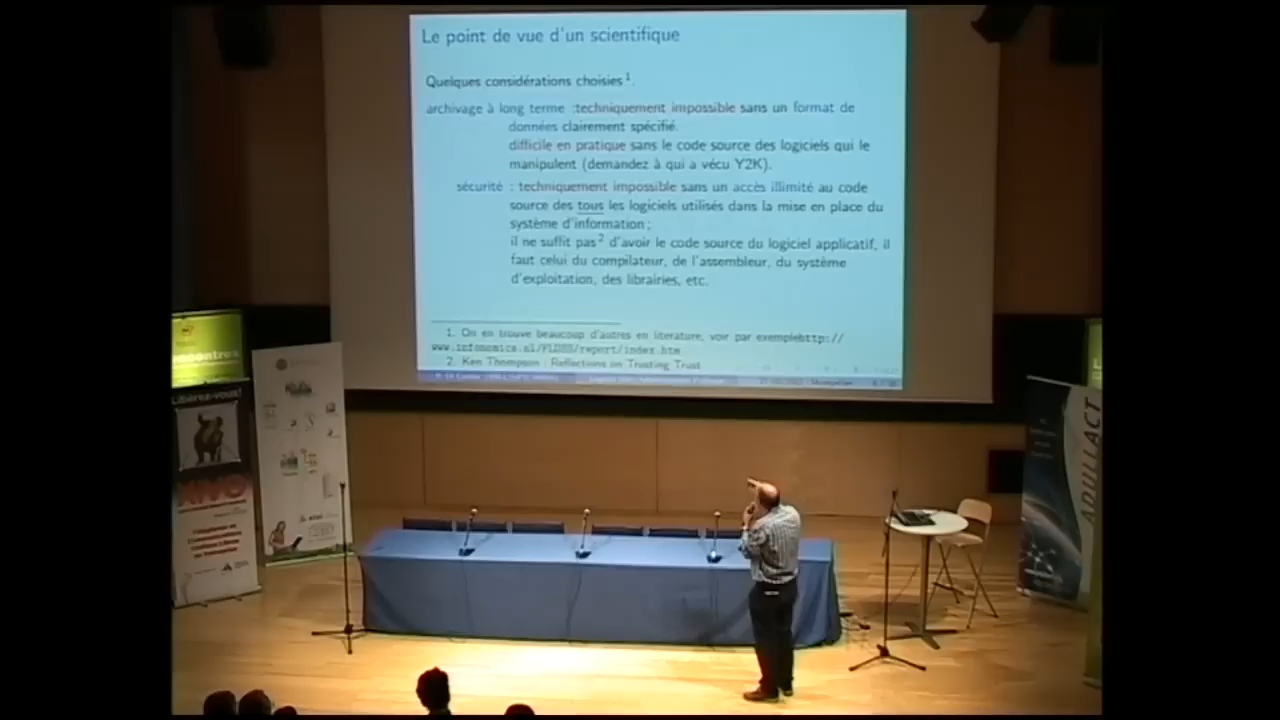 Le point de vue d'un scientifique
Quelques considérations choisies 1.
archivage à long terme : techniquement impossible sans un format de
données clairement spécifié.
difficile en pratique sans le code source des logiciels qui le
manipulent (demandez à qui a vécu Y2K).
sécurité : techniquement impossible sans un accès illimité au code
source des tous les logiciels utilisés dans la mise en place du
système d'information ;
il ne suffit pas 2 d'avoir le code source du logiciel applicatif, il
faut celui du compilateur, de l'assembleur, du système
d'exploitation, des librairies, etc.
1. On en trouve beaucoup d'autres en literature, voir par exemplehttp://
www.infonomics.nl/FLOSS/report/index.htm
2. Ken Thompson : Reflections on Trusting Trust
Montpellier
Libérez-vous!
ADULLACT